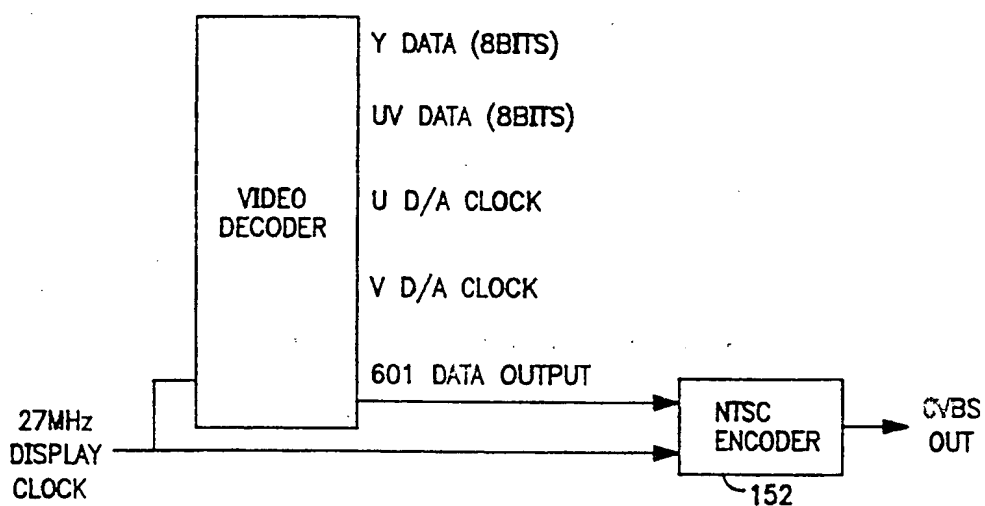 Y DATA (8BITS)
UV DATA (8BITS)
VIDEO
DECODER
U D/A CLOCK
V D/A CLOCK
601 DATA OUTPUT
27MHz
DISPLAY
CLOCK
NTSC
ENCODER
CVBS
OUT
152